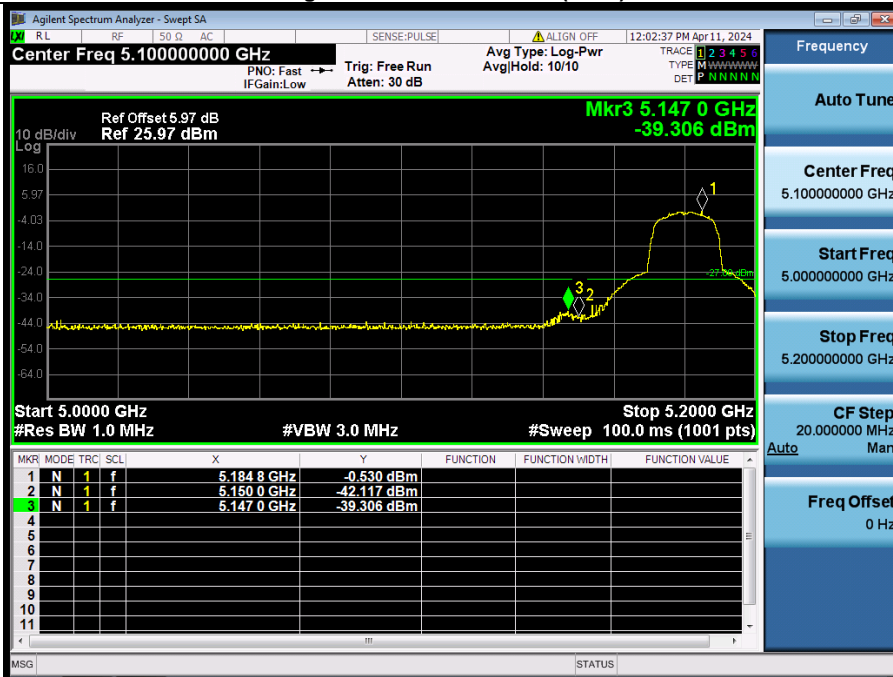 Agilent Spectrum Analyzer - Swept SA
RL RF 50 Ω AC SENSE:PULSE ALIGN OFF 12:02:37 PM Apr 11, 2024
Center Freq 5.100000000 GHz
PNO: Fast
IFGain:Low
Trig: Free Run
Atten: 30 dB
Avg Type: Log-Pwr
Avg|Hold: 10/10
TRACE 1 2 3 4 5 6
TYPE M WWWWW
DET P N N N N N
Ref Offset 5.97 dB
10 dB/div Ref 25.97 dBm
Log
Mkr3 5.147 0 GHz
-39.306 dBm
16.0
5.97
-4.03
-14.0
-24.0
-34.0
-44.0
-54.0
-64.0
1
-27.00 dBm
3
2
Start 5.0000 GHz Stop 5.2000 GHz
#Res BW 1.0 MHz #VBW 3.0 MHz #Sweep 100.0 ms (1001 pts)
MKR MODE TRC SCL X Y FUNCTION FUNCTION WIDTH FUNCTION VALUE
1 N 1 f 5.184 8 GHz -0.530 dBm
2 N 1 f 5.150 0 GHz -42.117 dBm
3 N 1 f 5.147 0 GHz -39.306 dBm
4
5
6
7
8
9
10
11
MSG STATUS
Frequency
Auto Tune
Center Freq
5.100000000 GHz
Start Freq
5.000000000 GHz
Stop Freq
5.200000000 GHz
CF Step
20.000000 MHz
Auto Man
Freq Offset
0 Hz